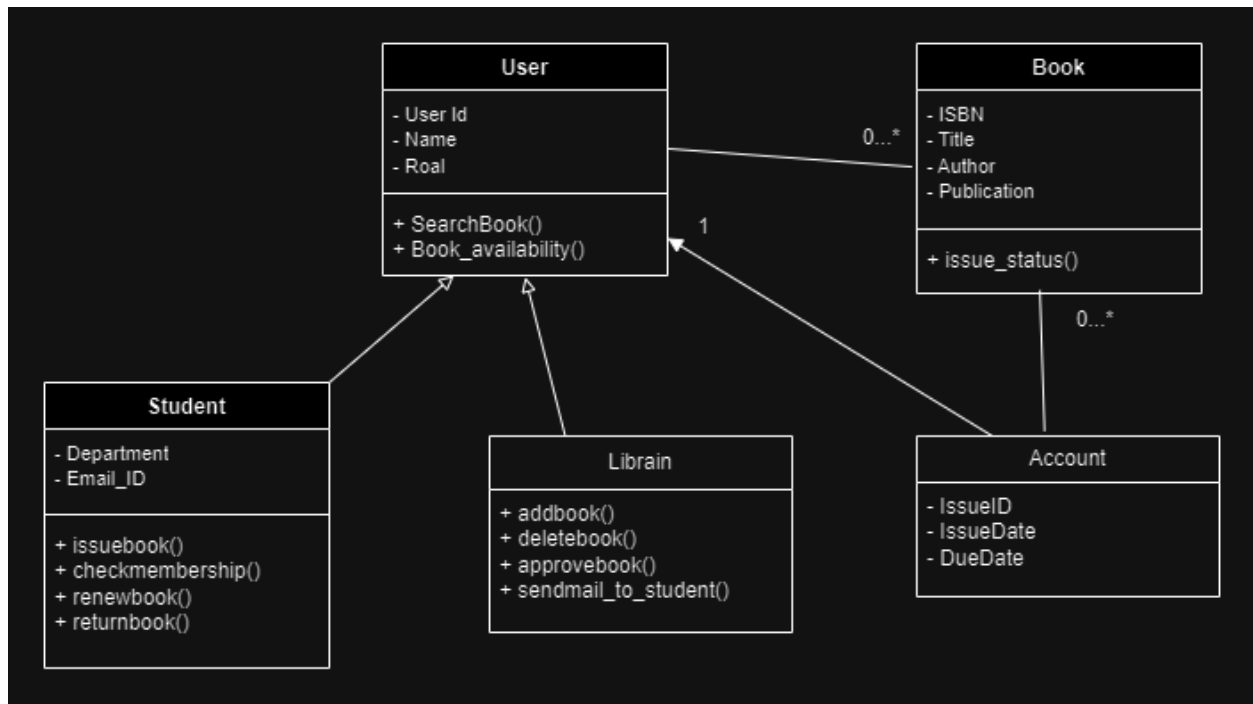 User
- User Id
- Name
- Roal
+ SearchBook()
+ Book_availability()
Book
- ISBN
- Title
- Author
- Publication
+ issue_status()
0...*
1
0...*
Student
- Department
- Email_ID
+ issuebook()
+ checkmembership()
+ renewbook()
+ returnbook()
Librain
+ addbook()
+ deletebook()
+ approvebook()
+ sendmail_to_student()
Account
- IssueID
- IssueDate
- DueDate